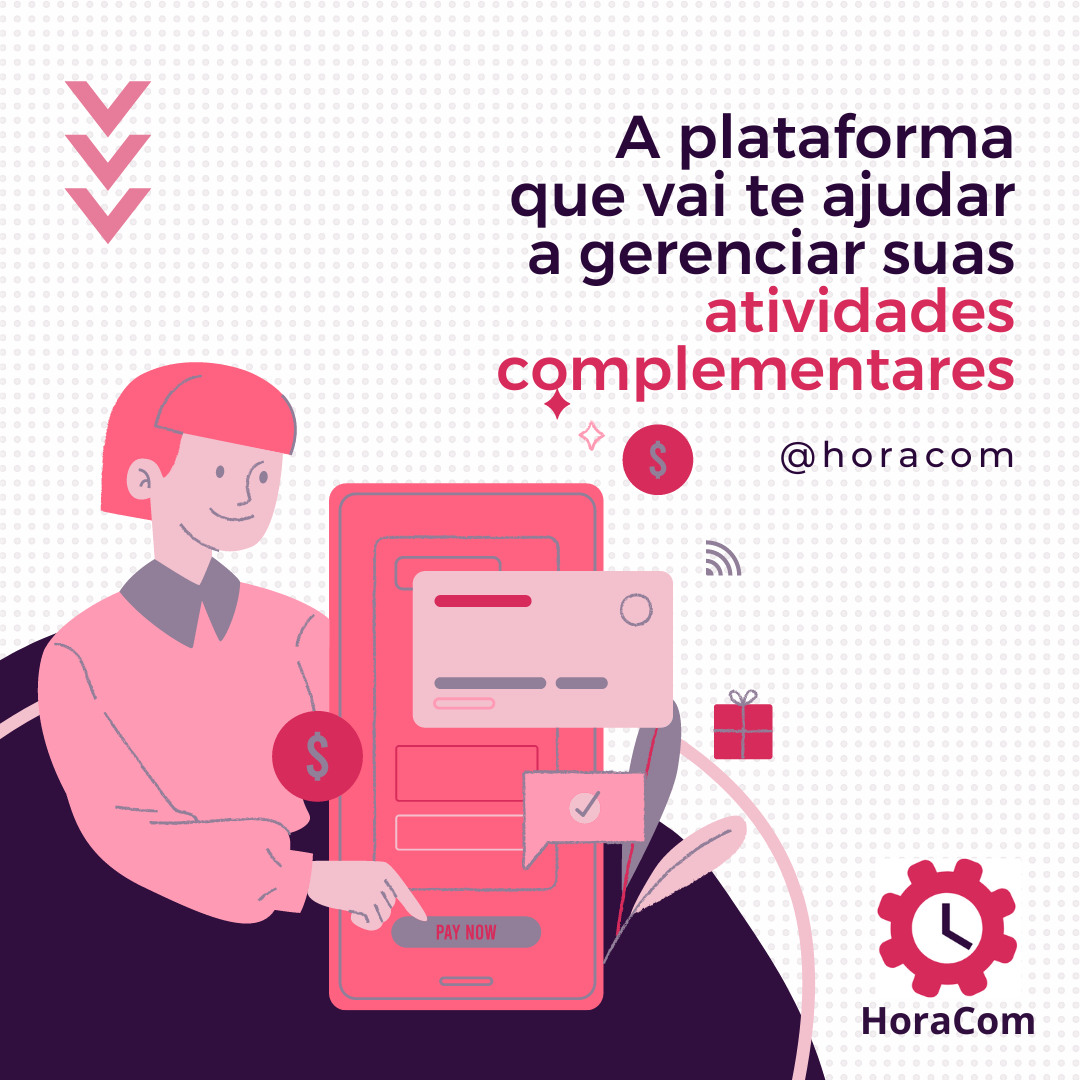 A plataforma
que vai te ajudar
a gerenciar suas
atividades
complementares
@horacom
$
$
PAY NOW
HoraCom